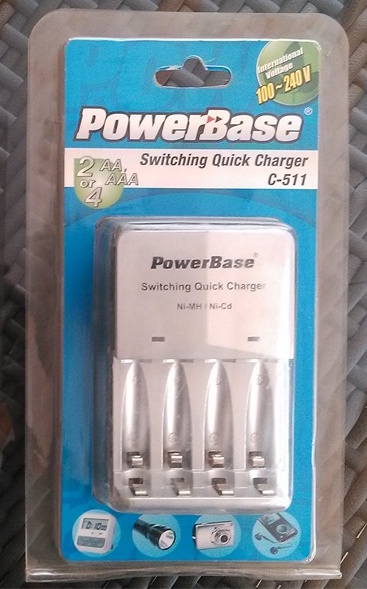 International
Voltage
100~240V
PowerBase®
Switching Quick Charger
C-511
2 or 4
AA,
AAA
PowerBase®
Switching Quick Charger
Ni-MH / Ni-Cd